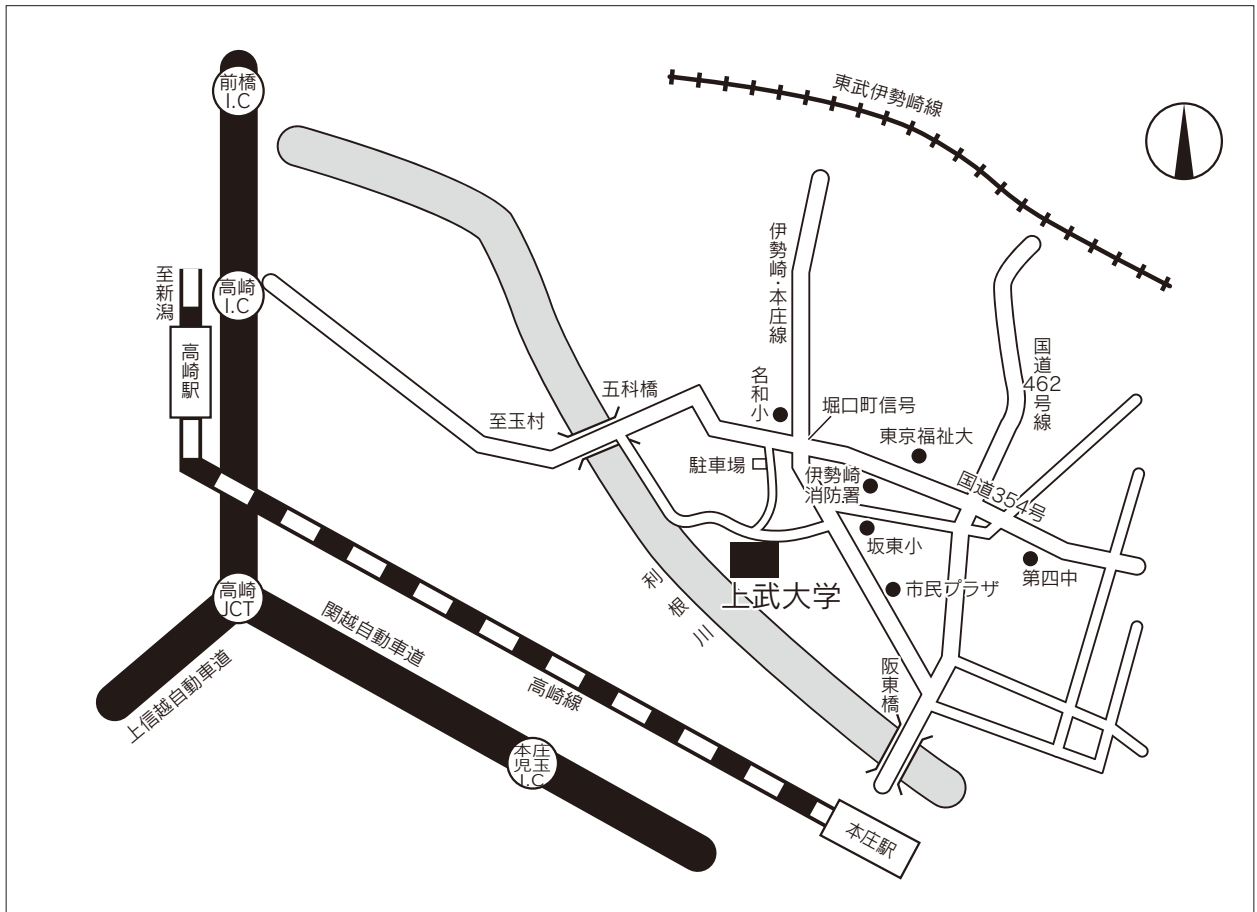 前橋
I.C
東武伊勢崎線
至新潟
高崎
I.C
伊勢崎・本庄線
高崎駅
国道
462
号線
名和小
五科橋
至玉村
堀口町信号
東京福祉大
駐車場
伊勢崎
消防署
国道354号
坂東小
第四中
市民プラザ
上武大学
利根川
高崎
JCT
関越自動車道
上信越自動車道
高崎線
阪東橋
本庄
児玉
I.C
本庄駅